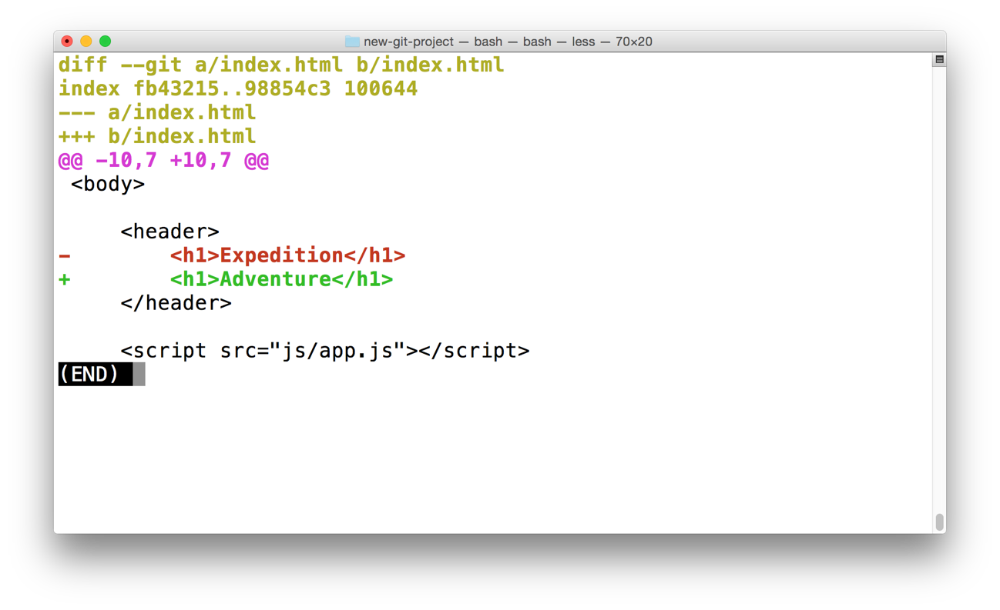 new-git-project — bash — bash — less — 70×20
diff --git a/index.html b/index.html
index fb43215..98854c3 100644
--- a/index.html
+++ b/index.html
@@ -10,7 +10,7 @@
 <body>

     <header>
-        <h1>Expedition</h1>
+        <h1>Adventure</h1>
     </header>

     <script src="js/app.js"></script>
(END)